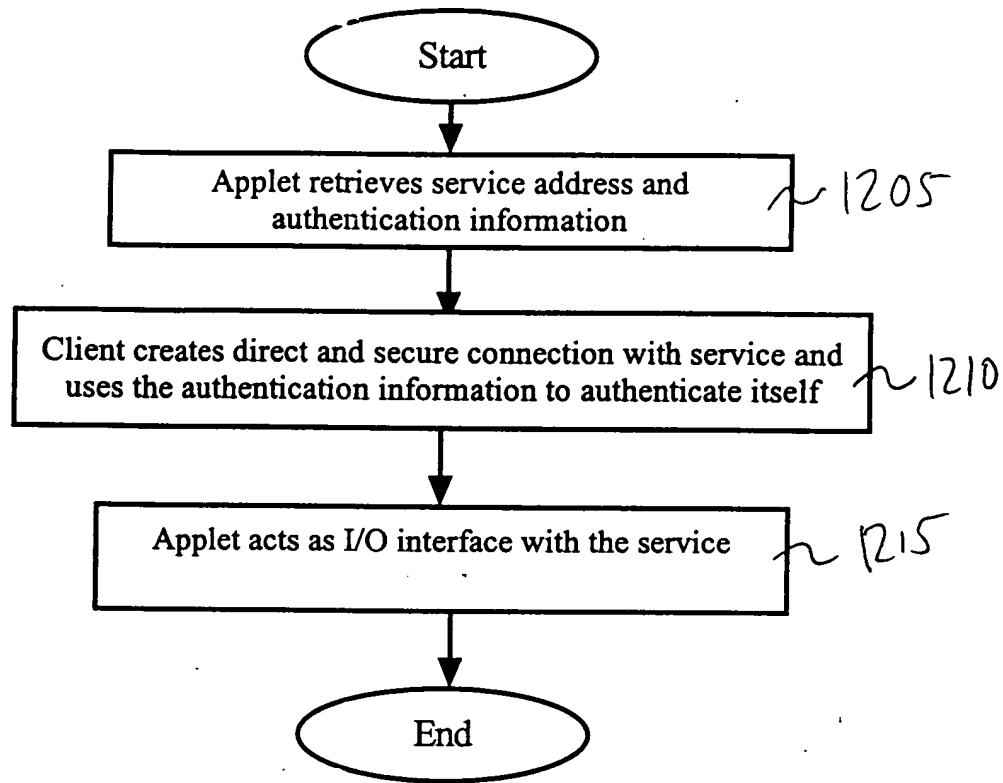 Start
Applet retrieves service address and
authentication information
1205
Client creates direct and secure connection with service and
uses the authentication information to authenticate itself
1210
Applet acts as I/O interface with the service
1215
End